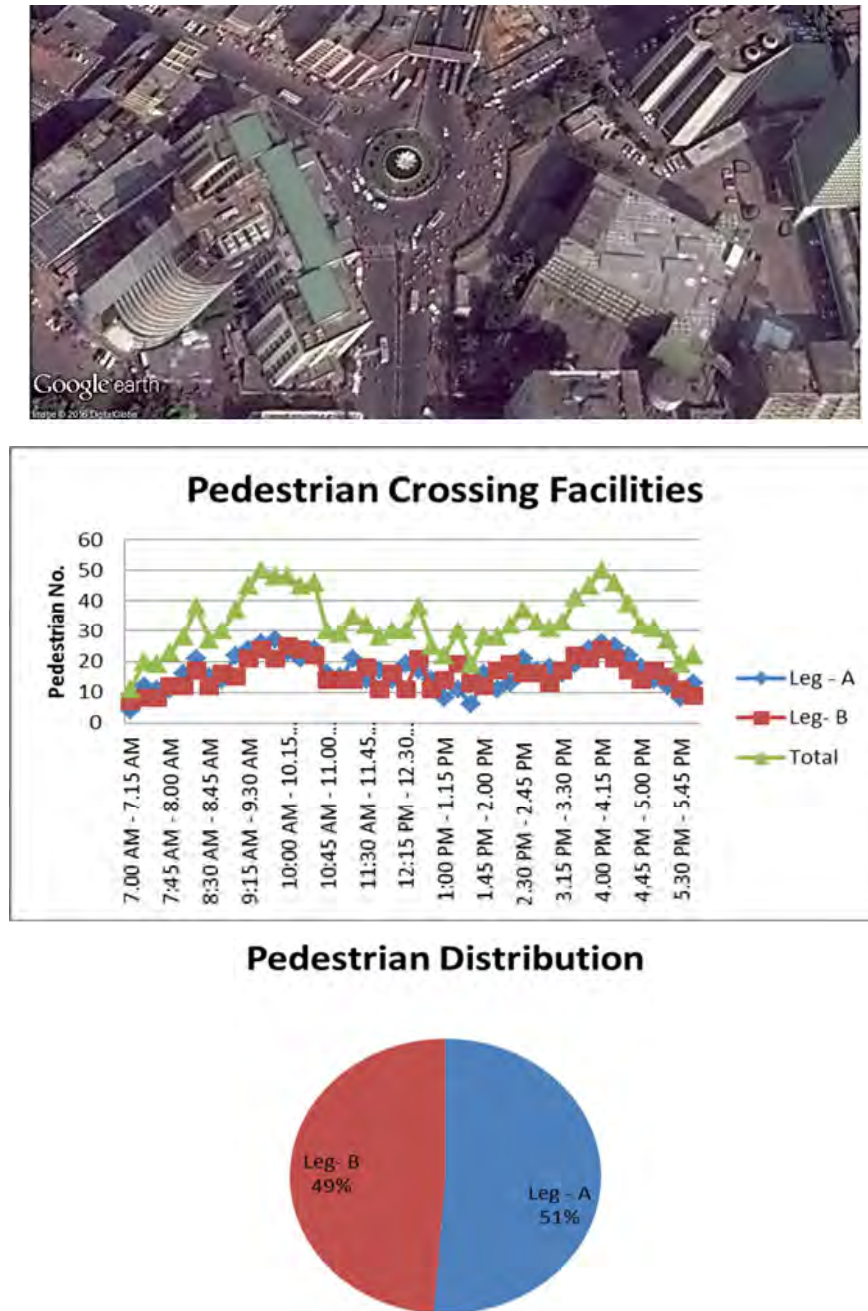 Google earth
Image © 2016 DigitalGlobe
Pedestrian Crossing Facilities
Pedestrian No.
60
50
40
30
20
10
0
7.00 AM - 7.15 AM
7:45 AM - 8.00 AM
8:30 AM - 8.45 AM
9:15 AM - 9.30 AM
10:00 AM - 10.15...
10:45 AM - 11.00...
11:30 AM - 11.45...
12:15 PM - 12.30...
1:00 PM - 1.15 PM
1.45 PM - 2.00 PM
2.30 PM - 2.45 PM
3.15 PM - 3.30 PM
4.00 PM - 4.15 PM
4.45 PM - 5.00 PM
5.30 PM - 5.45 PM
Leg - A
Leg- B
Total
Pedestrian Distribution
Leg- B
49%
Leg - A
51%